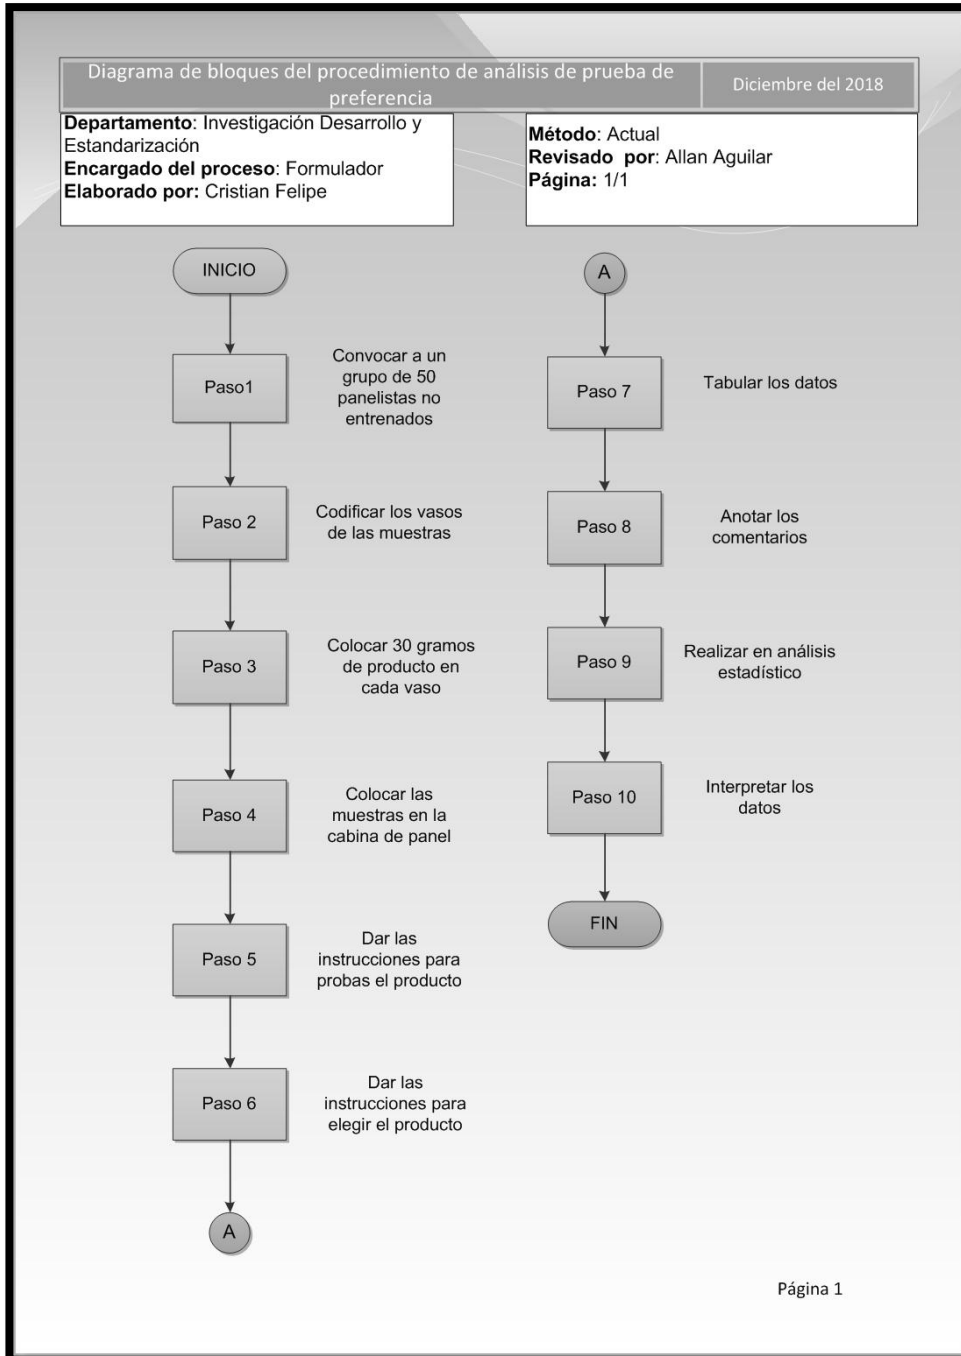 Diagrama de bloques del procedimiento de análisis de prueba de
preferencia
Diciembre del 2018
Departamento: Investigación Desarrollo y
Estandarización
Encargado del proceso: Formulador
Elaborado por: Cristian Felipe
Método: Actual
Revisado por: Allan Aguilar
Página: 1/1
INICIO
Paso1
Convocar a un
grupo de 50
panelistas no
entrenados
Paso 2
Codificar los vasos
de las muestras
Paso 3
Colocar 30 gramos
de producto en
cada vaso
Paso 4
Colocar las
muestras en la
cabina de panel
Paso 5
Dar las
instrucciones para
probas el producto
Paso 6
Dar las
instrucciones para
elegir el producto
A
A
Paso 7
Tabular los datos
Paso 8
Anotar los
comentarios
Paso 9
Realizar en análisis
estadístico
Paso 10
Interpretar los
datos
FIN
Página 1